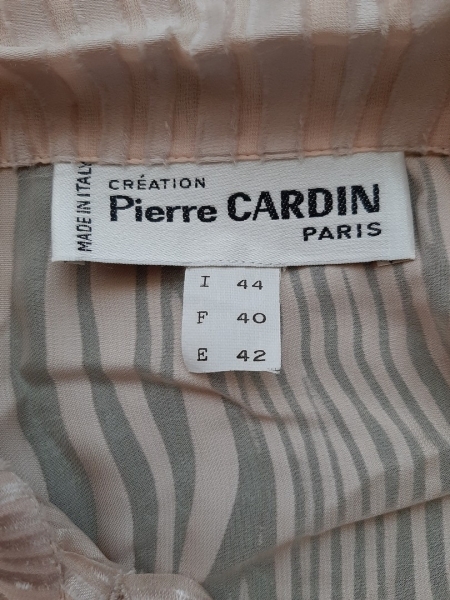 MADE IN ITALY
CRÉATION
Pierre CARDIN
PARIS
I 44
F 40
E 42